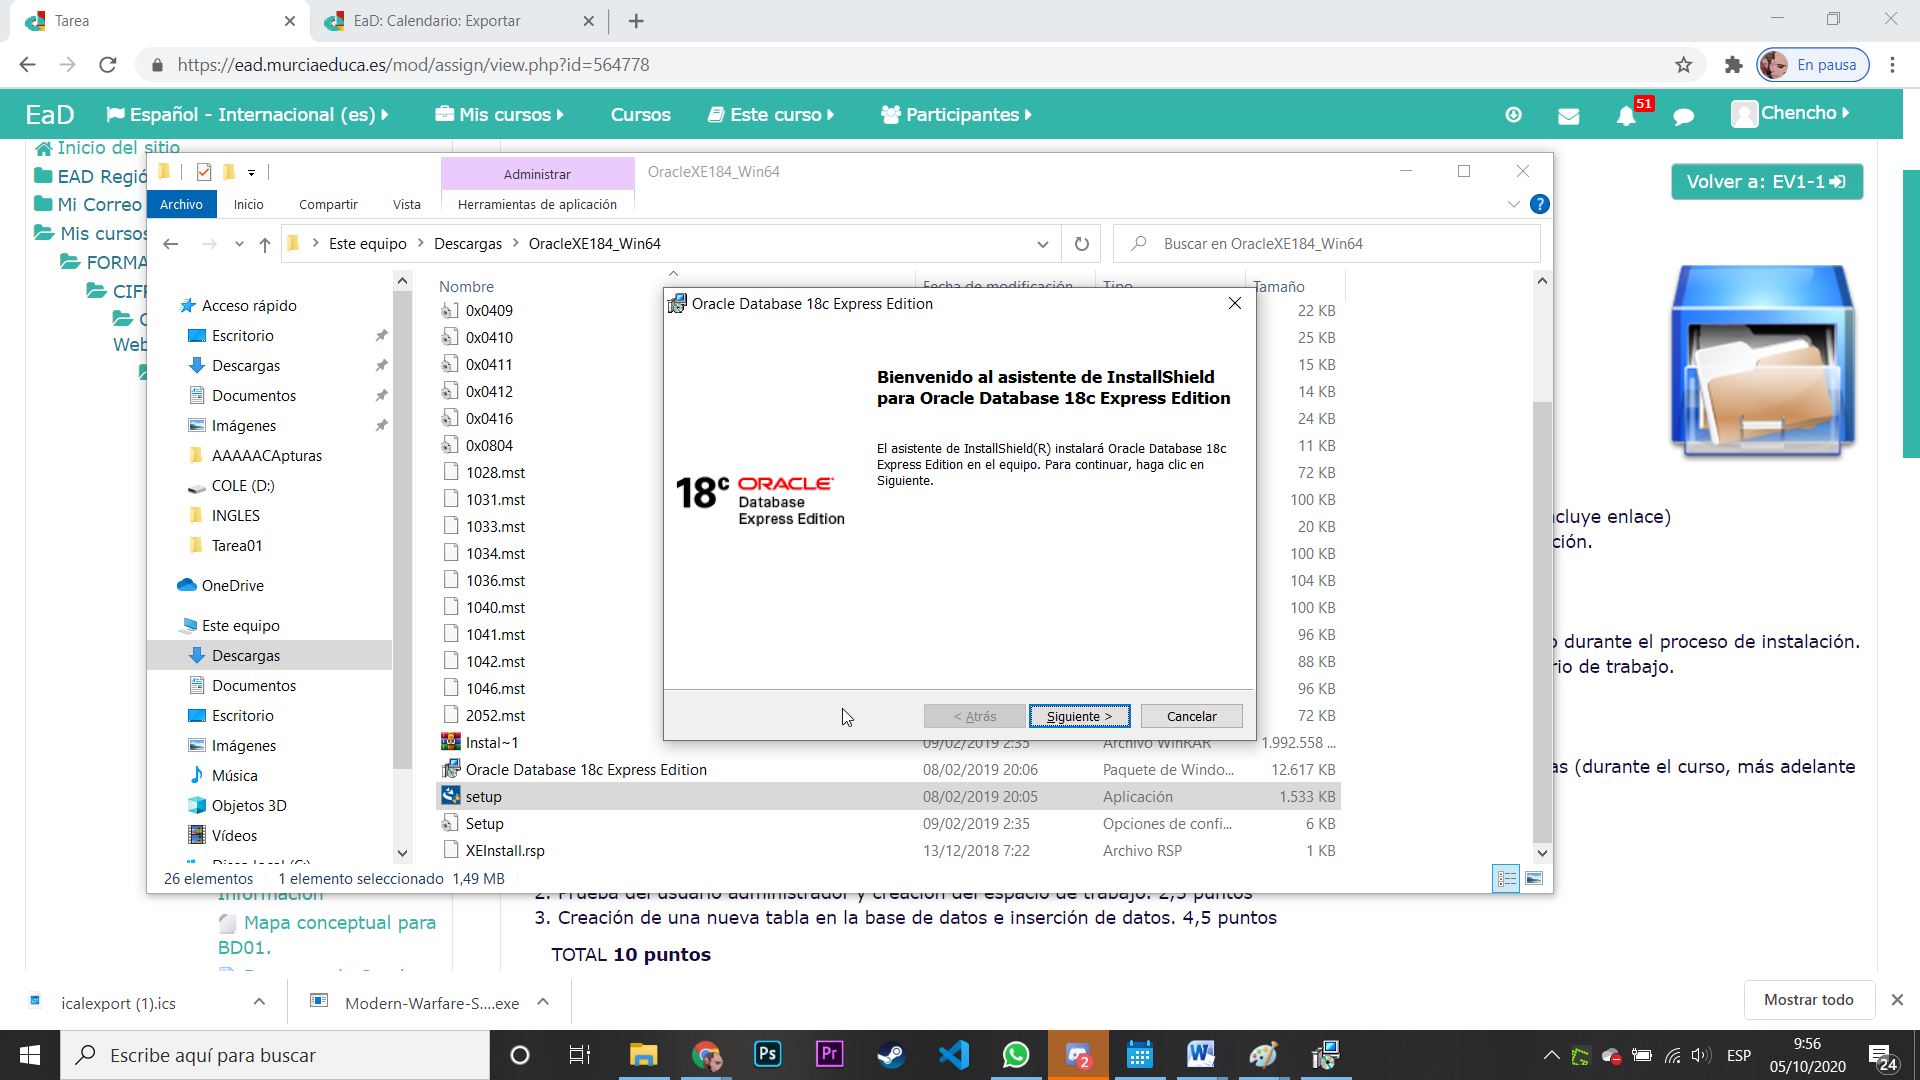 Tarea
EaD: Calendario: Exportar
https://ead.murciaeduca.es/mod/assign/view.php?id=564778
En pausa
EaD
Español - Internacional (es)
Mis cursos
Cursos
Este curso
Participantes
51
Chencho
Inicio del sitio
EAD Regió
Mi Correo
Mis cursos
FORMA
CIFP
Web
Volver a: EV1-1
Administrar
OracleXE184_Win64
Archivo
Inicio
Compartir
Vista
Herramientas de aplicación
Este equipo
Descargas
OracleXE184_Win64
Buscar en OracleXE184_Win64
Acceso rápido
Escritorio
Descargas
Documentos
Imágenes
AAAAACApturas
COLE (D:)
INGLES
Tarea01
OneDrive
Este equipo
Descargas
Documentos
Escritorio
Imágenes
Música
Objetos 3D
Vídeos
Disco local (C:)
Nombre
Fecha de modificación
Tipo
Tamaño
0x0409
22 KB
0x0410
25 KB
0x0411
15 KB
0x0412
14 KB
0x0416
24 KB
0x0804
11 KB
1028.mst
72 KB
1031.mst
100 KB
1033.mst
20 KB
1034.mst
100 KB
1036.mst
104 KB
1040.mst
100 KB
1041.mst
96 KB
1042.mst
88 KB
1046.mst
96 KB
2052.mst
72 KB
Instal~1
09/02/2019 2:35
Archivo WinRAR
1.992.558 ...
Oracle Database 18c Express Edition
08/02/2019 20:06
Paquete de Windo...
12.617 KB
setup
08/02/2019 20:05
Aplicación
1.533 KB
Setup
09/02/2019 2:35
Opciones de confi...
6 KB
XEInstall.rsp
13/12/2018 7:22
Archivo RSP
1 KB
26 elementos
1 elemento seleccionado
1,49 MB
Oracle Database 18c Express Edition
Bienvenido al asistente de InstallShield
para Oracle Database 18c Express Edition
El asistente de InstallShield(R) instalará Oracle Database 18c
Express Edition en el equipo. Para continuar, haga clic en
Siguiente.
18c ORACLE
Database
Express Edition
< Atrás
Siguiente >
Cancelar
cluye enlace)
ción.
o durante el proceso de instalación.
rio de trabajo.
as (durante el curso, más adelante
Información
Mapa conceptual para
BD01.
2. Prueba del usuario administrador y creación del espacio de trabajo. 2,5 puntos
3. Creación de una nueva tabla en la base de datos e inserción de datos. 4,5 puntos
TOTAL 10 puntos
icalexport (1).ics
Modern-Warfare-S....exe
Mostrar todo
Escribe aquí para buscar
Ps
Pr
2
ESP
9:56
05/10/2020
24